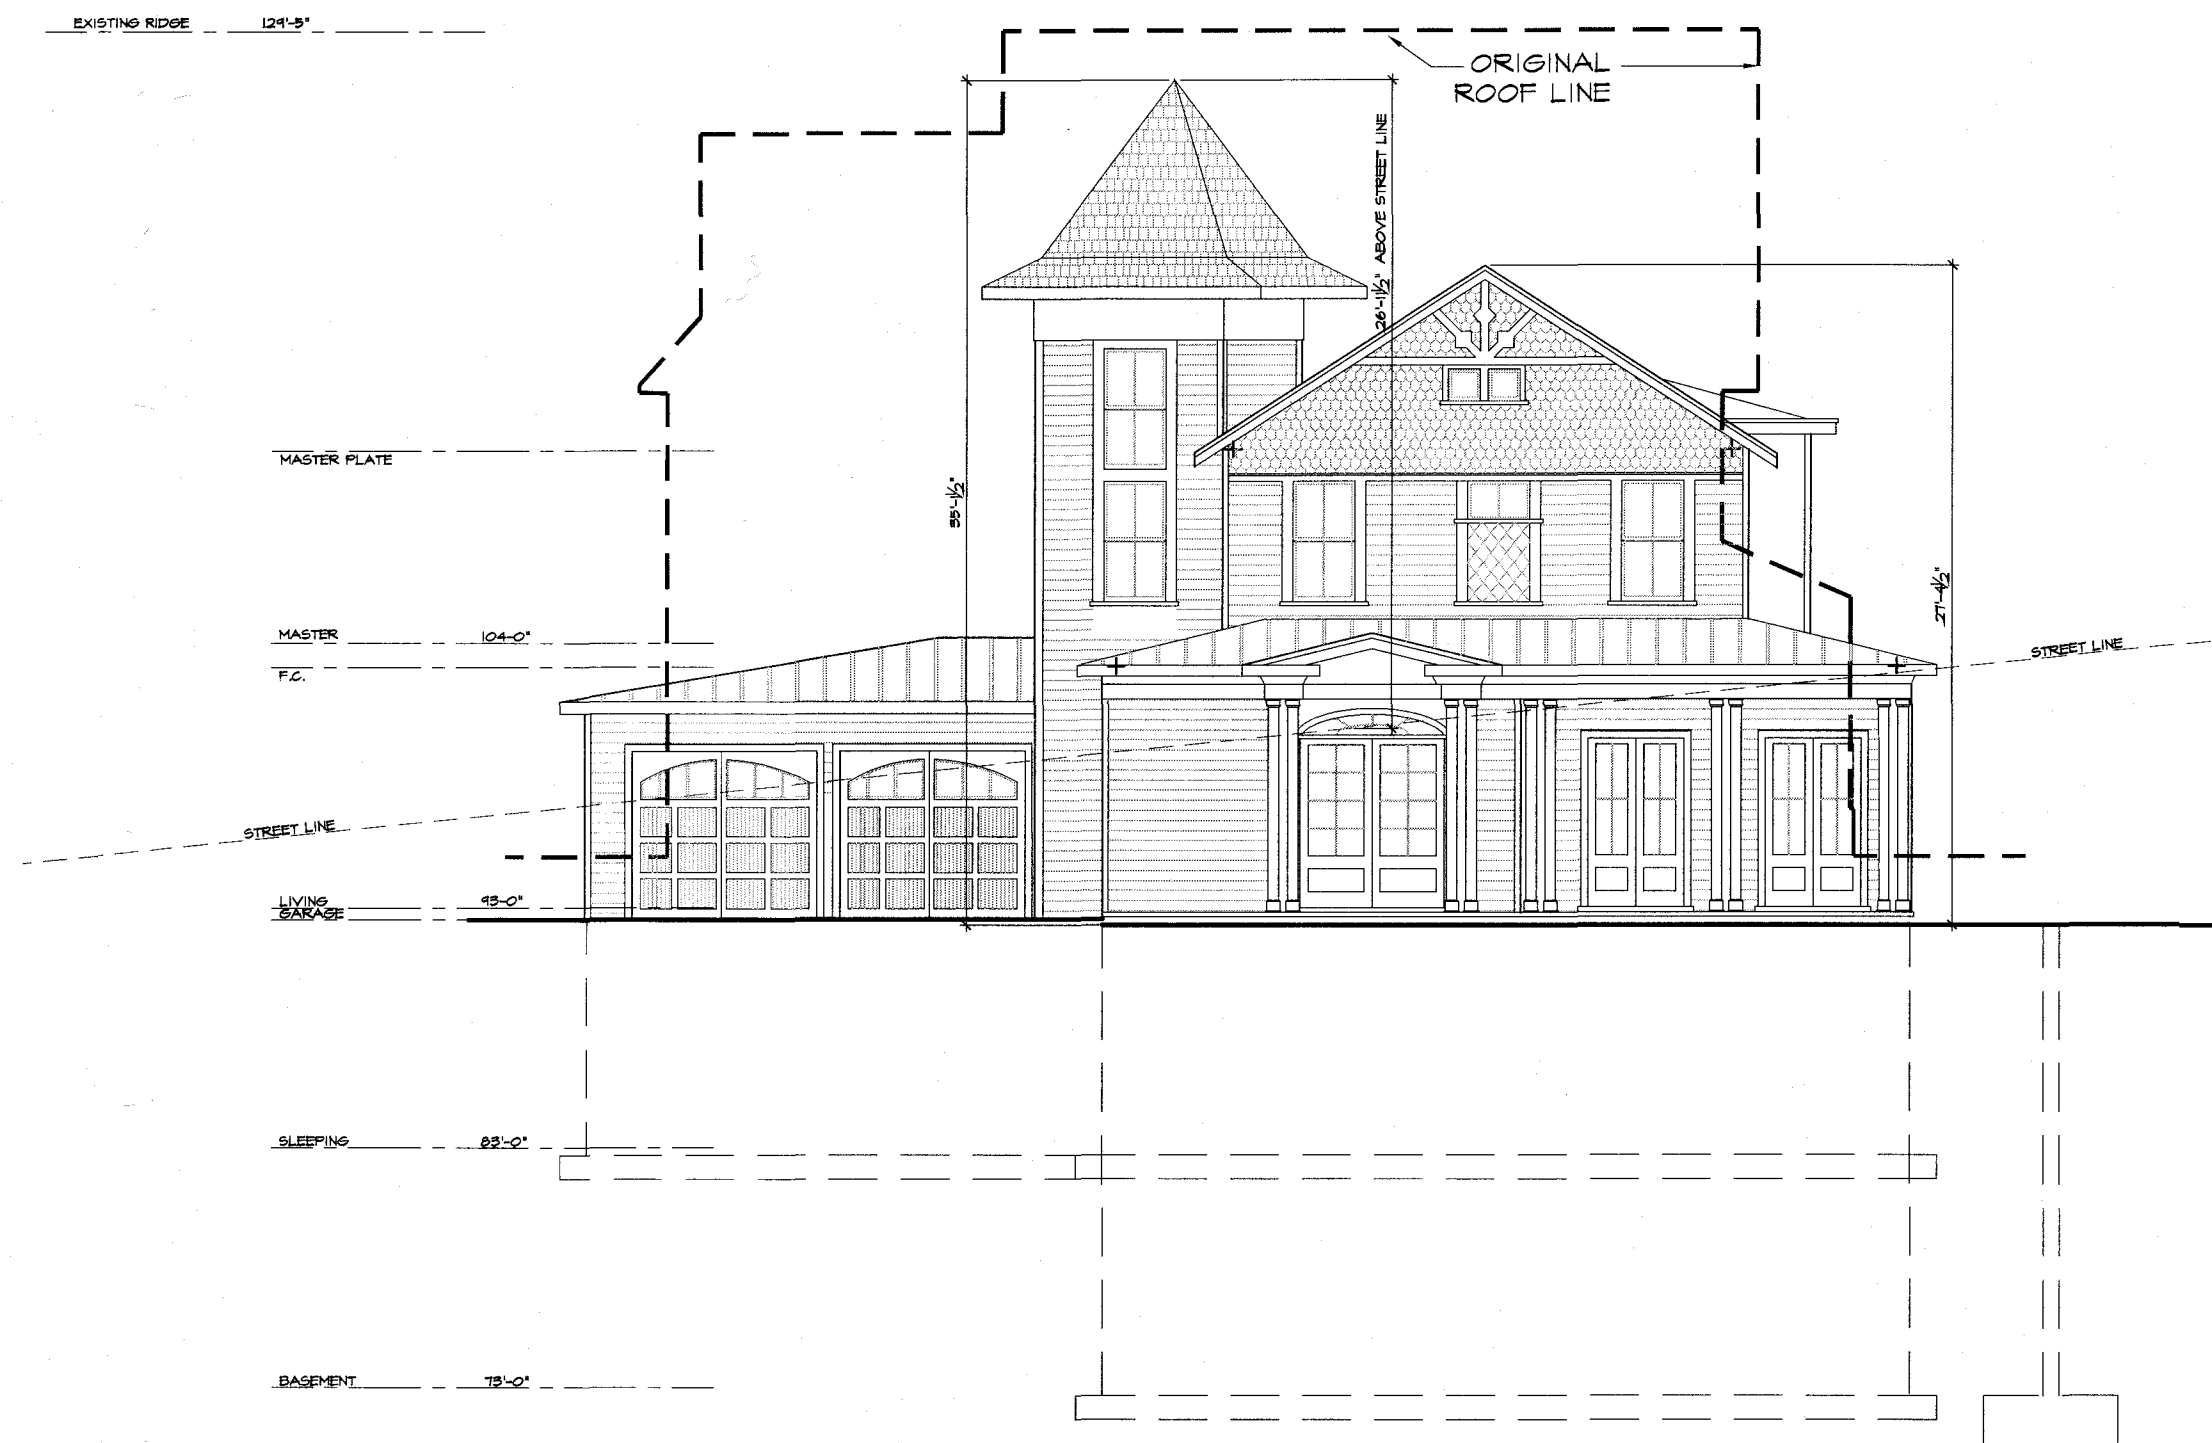 EXISTING RIDGE 129'-5"
ORIGINAL
ROOF LINE
26'-1½" ABOVE STREET LINE
MASTER PLATE
35'-1½"
27'-4½"
MASTER 104'-0"
STREET LINE
F.C.
STREET LINE
LIVING 93'-0"
GARAGE
SLEEPING 83'-0"
BASEMENT 73'-0"